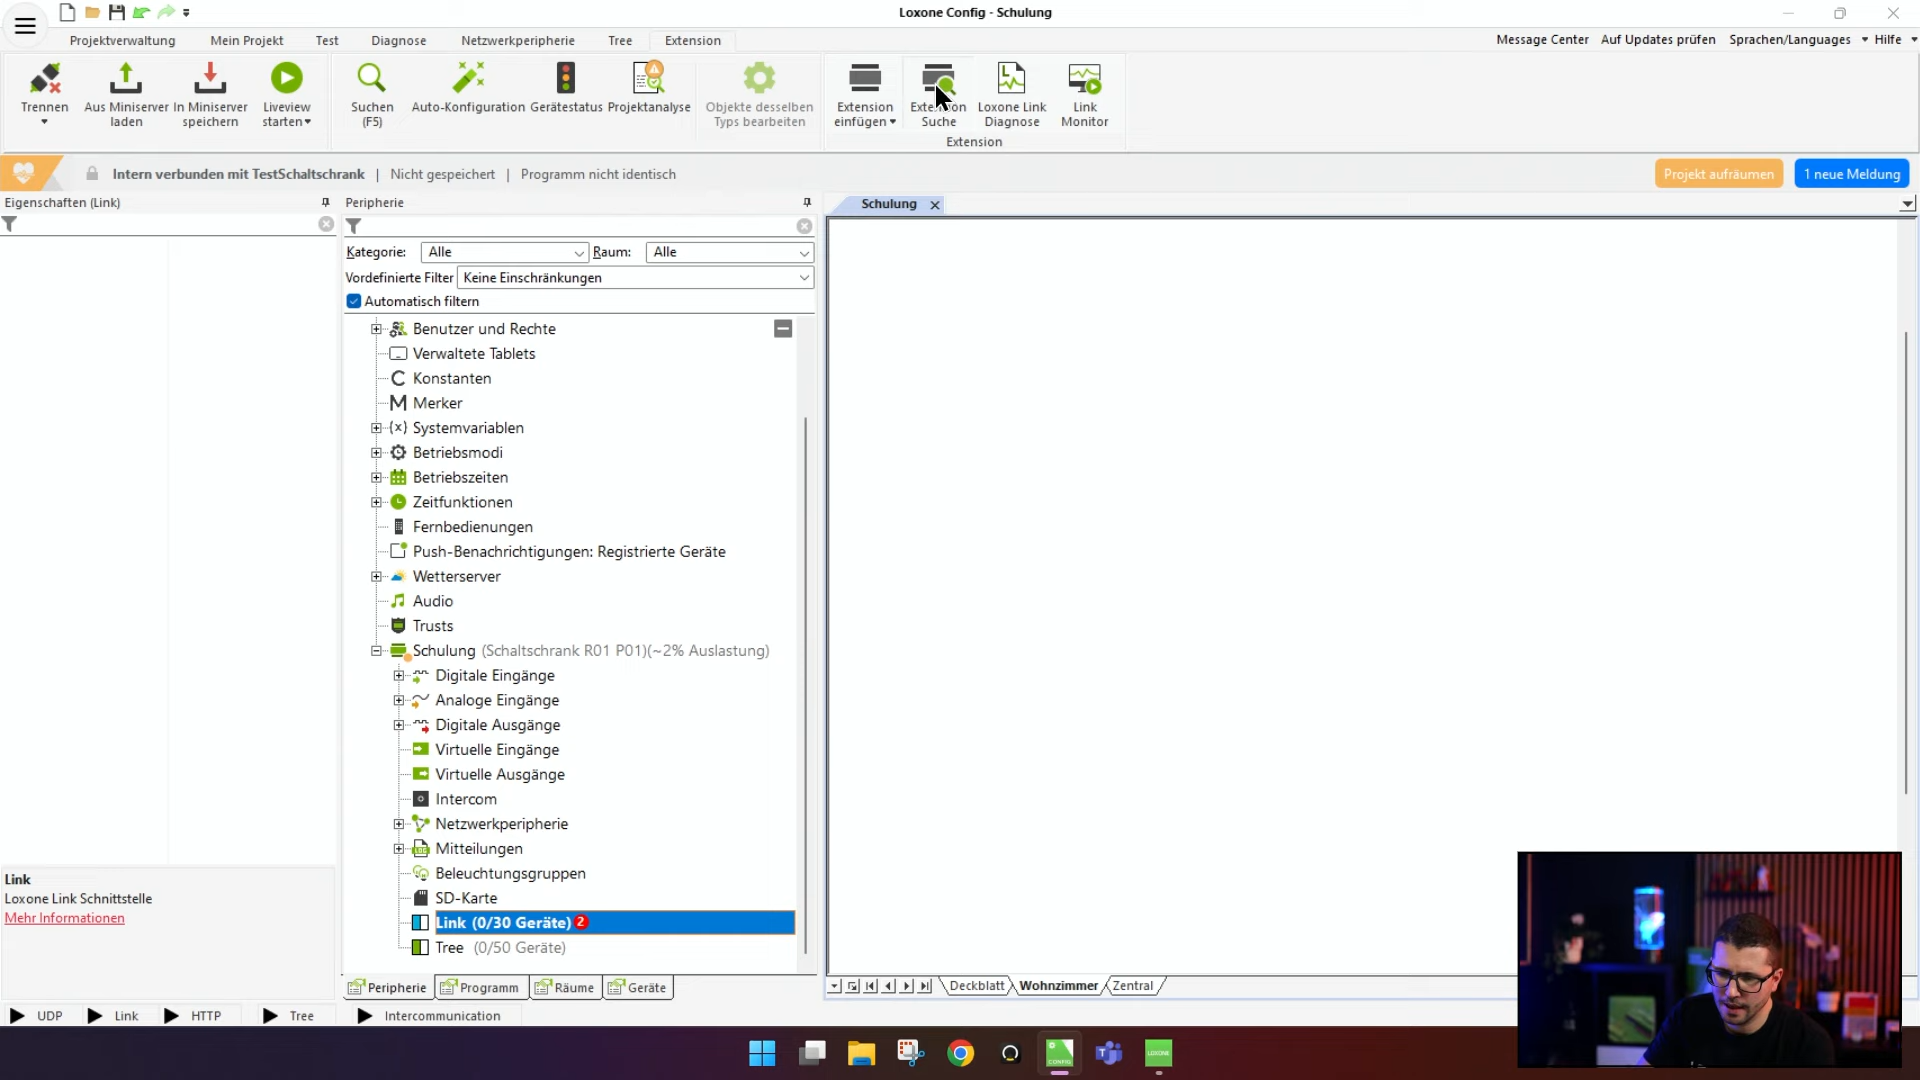 Loxone Config - Schulung
Projektverwaltung
Mein Projekt
Test
Diagnose
Netzwerkperipherie
Tree
Extension
Message Center
Auf Updates prüfen
Sprachen/Languages
Hilfe
Trennen
Aus Miniserver
laden
In Miniserver
speichern
Liveview
starten
Suchen
(F5)
Auto-Konfiguration
Gerätestatus
Projektanalyse
Objekte desselben
Typs bearbeiten
Extension
einfügen
Extension
Suche
Loxone Link
Diagnose
Link
Monitor
Extension
Intern verbunden mit TestSchaltschrank | Nicht gespeichert | Programm nicht identisch
Projekt aufräumen
1 neue Meldung
Eigenschaften (Link)
Peripherie
Schulung
Kategorie: Alle
Raum: Alle
Vordefinierte Filter Keine Einschränkungen
Automatisch filtern
Benutzer und Rechte
Verwaltete Tablets
Konstanten
Merker
Systemvariablen
Betriebsmodi
Betriebszeiten
Zeitfunktionen
Fernbedienungen
Push-Benachrichtigungen: Registrierte Geräte
Wetterserver
Audio
Trusts
Schulung (Schaltschrank R01 P01)(~2% Auslastung)
Digitale Eingänge
Analoge Eingänge
Digitale Ausgänge
Virtuelle Eingänge
Virtuelle Ausgänge
Intercom
Netzwerkperipherie
Mitteilungen
Beleuchtungsgruppen
SD-Karte
Link (0/30 Geräte) 2
Tree (0/50 Geräte)
Link
Loxone Link Schnittstelle
Mehr Informationen
Peripherie
Programm
Räume
Geräte
Deckblatt
Wohnzimmer
Zentral
UDP
Link
HTTP
Tree
Intercommunication
CONFIG
LOXONE